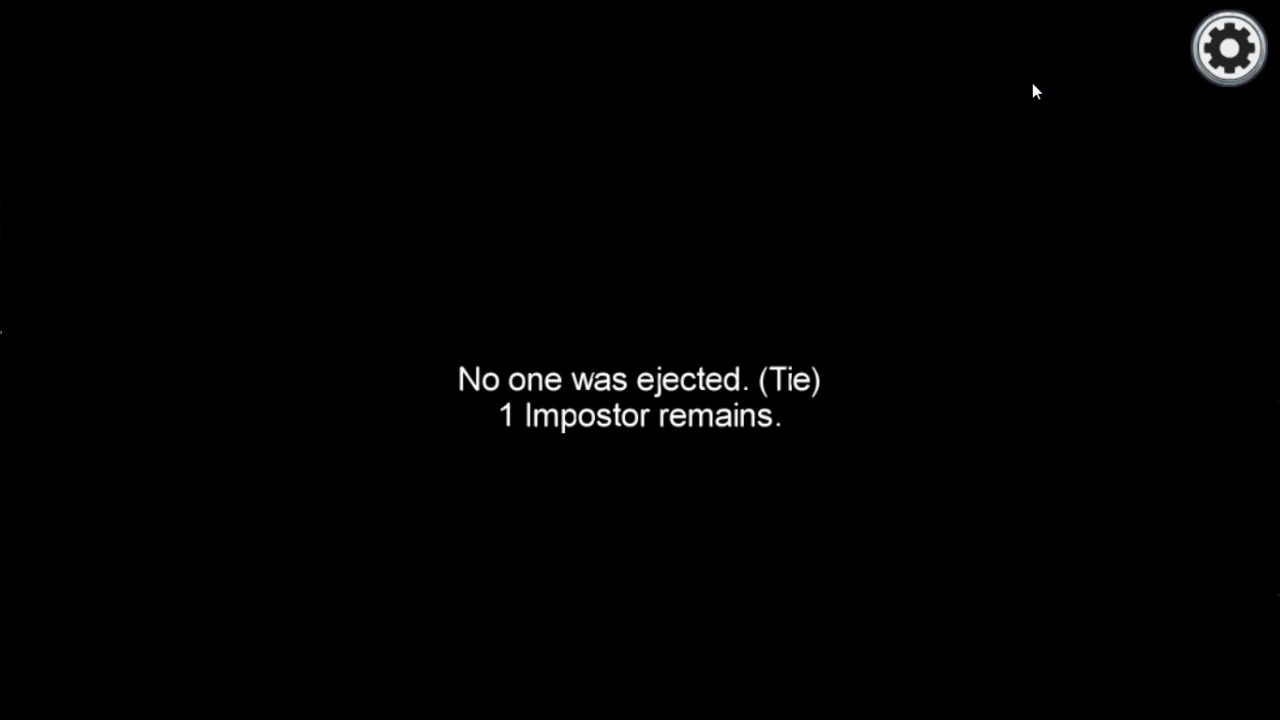 No one was ejected. (Tie)
1 Impostor remains.